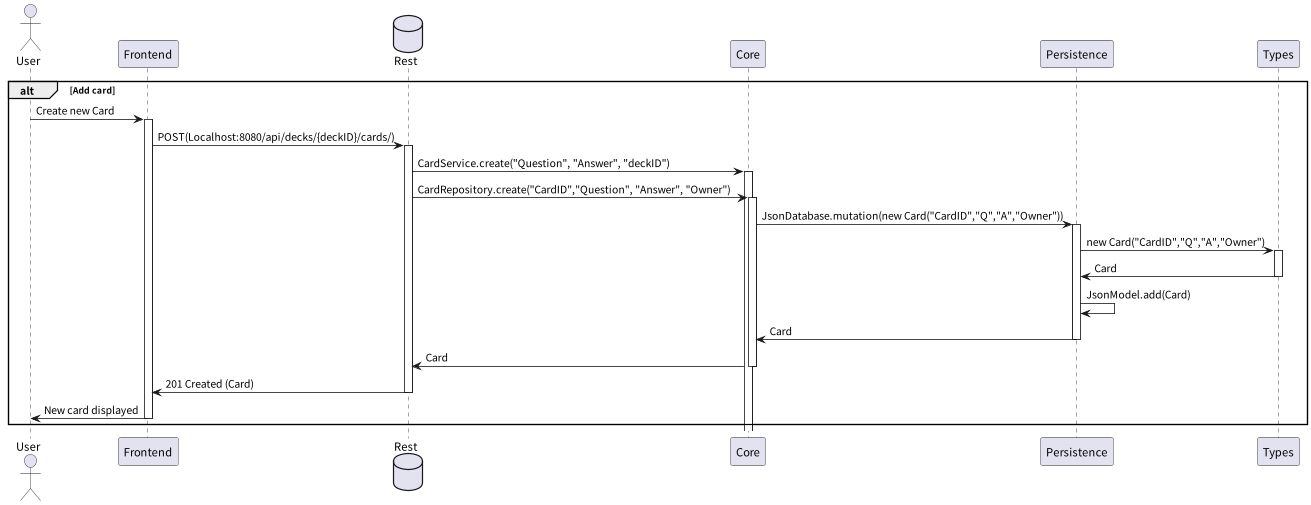 User
Frontend
Rest
Core
Persistence
Types
alt [Add card]
Create new Card
POST(Localhost:8080/api/decks/{deckID}/cards/)
CardService.create("Question", "Answer", "deckID")
CardRepository.create("CardID","Question", "Answer", "Owner")
JsonDatabase.mutation(new Card("CardID","Q","A","Owner"))
new Card("CardID","Q","A","Owner")
Card
JsonModel.add(Card)
Card
Card
201 Created (Card)
New card displayed
User
Frontend
Rest
Core
Persistence
Types